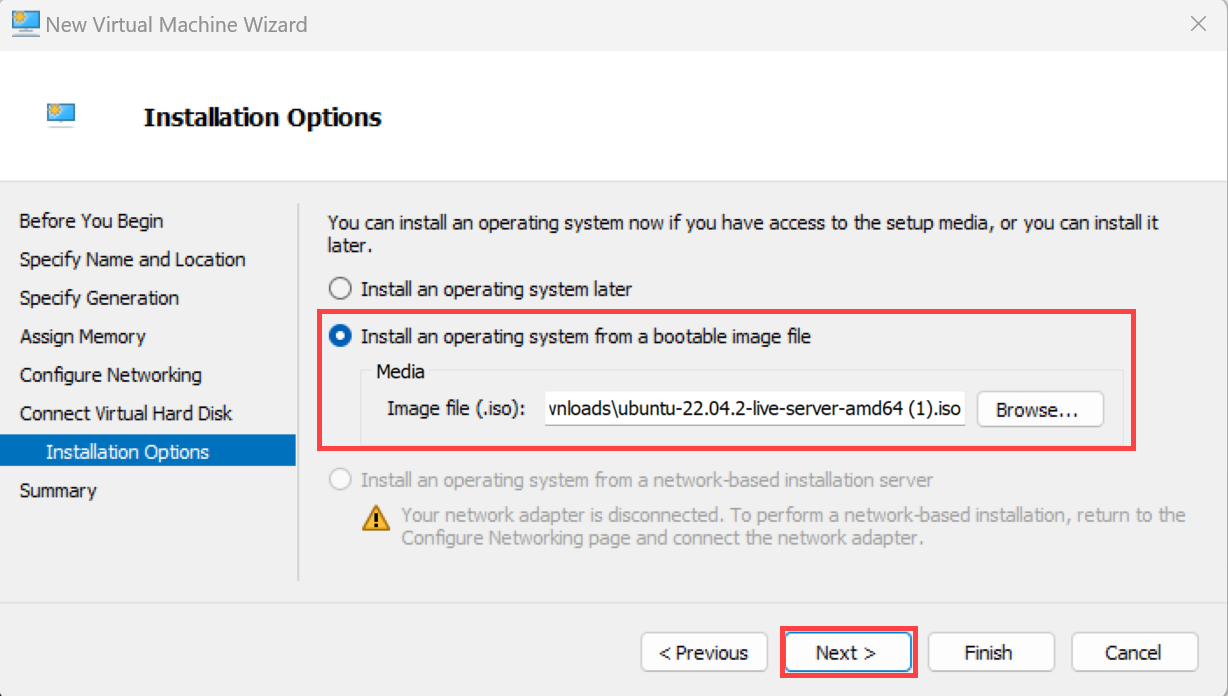 New Virtual Machine Wizard
Installation Options
Before You Begin
Specify Name and Location
Specify Generation
Assign Memory
Configure Networking
Connect Virtual Hard Disk
Installation Options
Summary
You can install an operating system now if you have access to the setup media, or you can install it
later.
Install an operating system later
Install an operating system from a bootable image file
Media
Image file (.iso): wnloads\ubuntu-22.04.2-live-server-amd64 (1).iso Browse...
Install an operating system from a network-based installation server
Your network adapter is disconnected. To perform a network-based installation, return to the
Configure Networking page and connect the network adapter.
< Previous Next > Finish Cancel